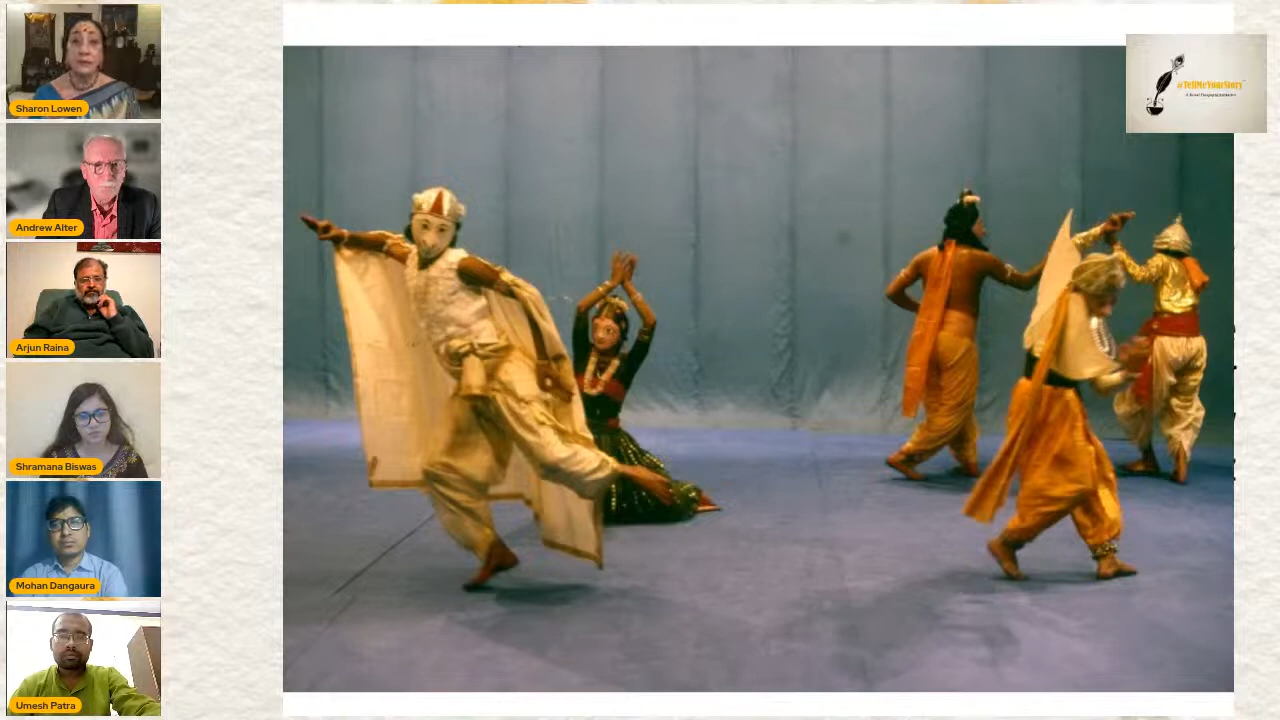 Sharon Lowen
Andrew Alter
Arjun Raina
Shramana Biswas
Mohan Dangaura
Umesh Patra
#TellMeYourStory